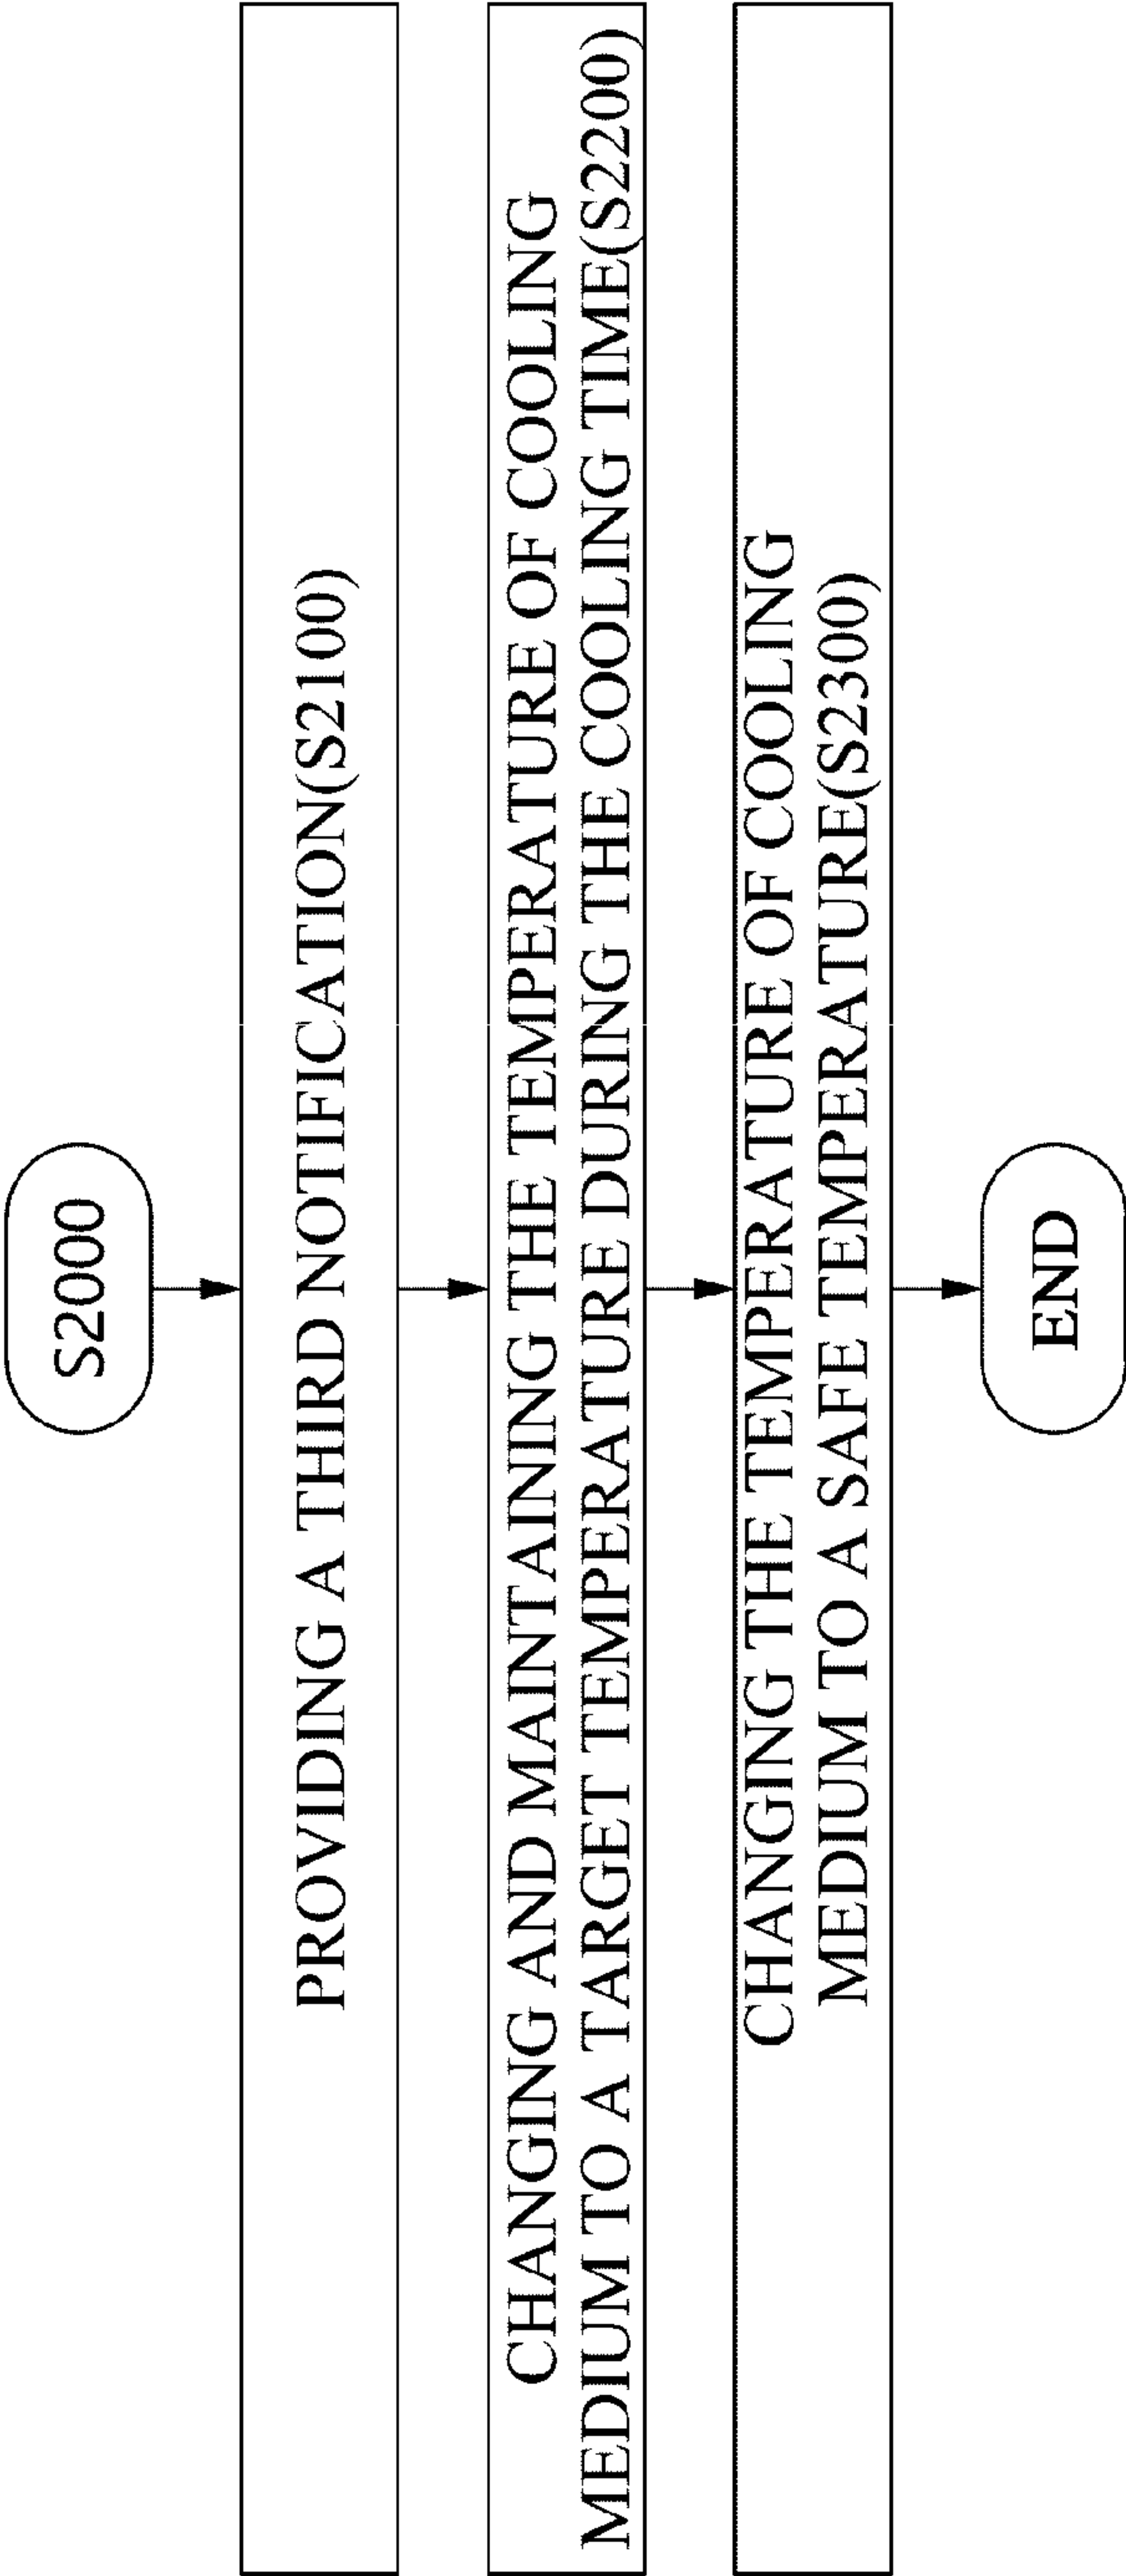 S2000
PROVIDING A THIRD NOTIFICATION(S2100)
CHANGING AND MAINTAINING THE TEMPERATURE OF COOLING
MEDIUM TO A TARGET TEMPERATURE DURING THE COOLING TIME(S2200)
CHANGING THE TEMPERATURE OF COOLING
MEDIUM TO A SAFE TEMPERATURE(S2300)
END